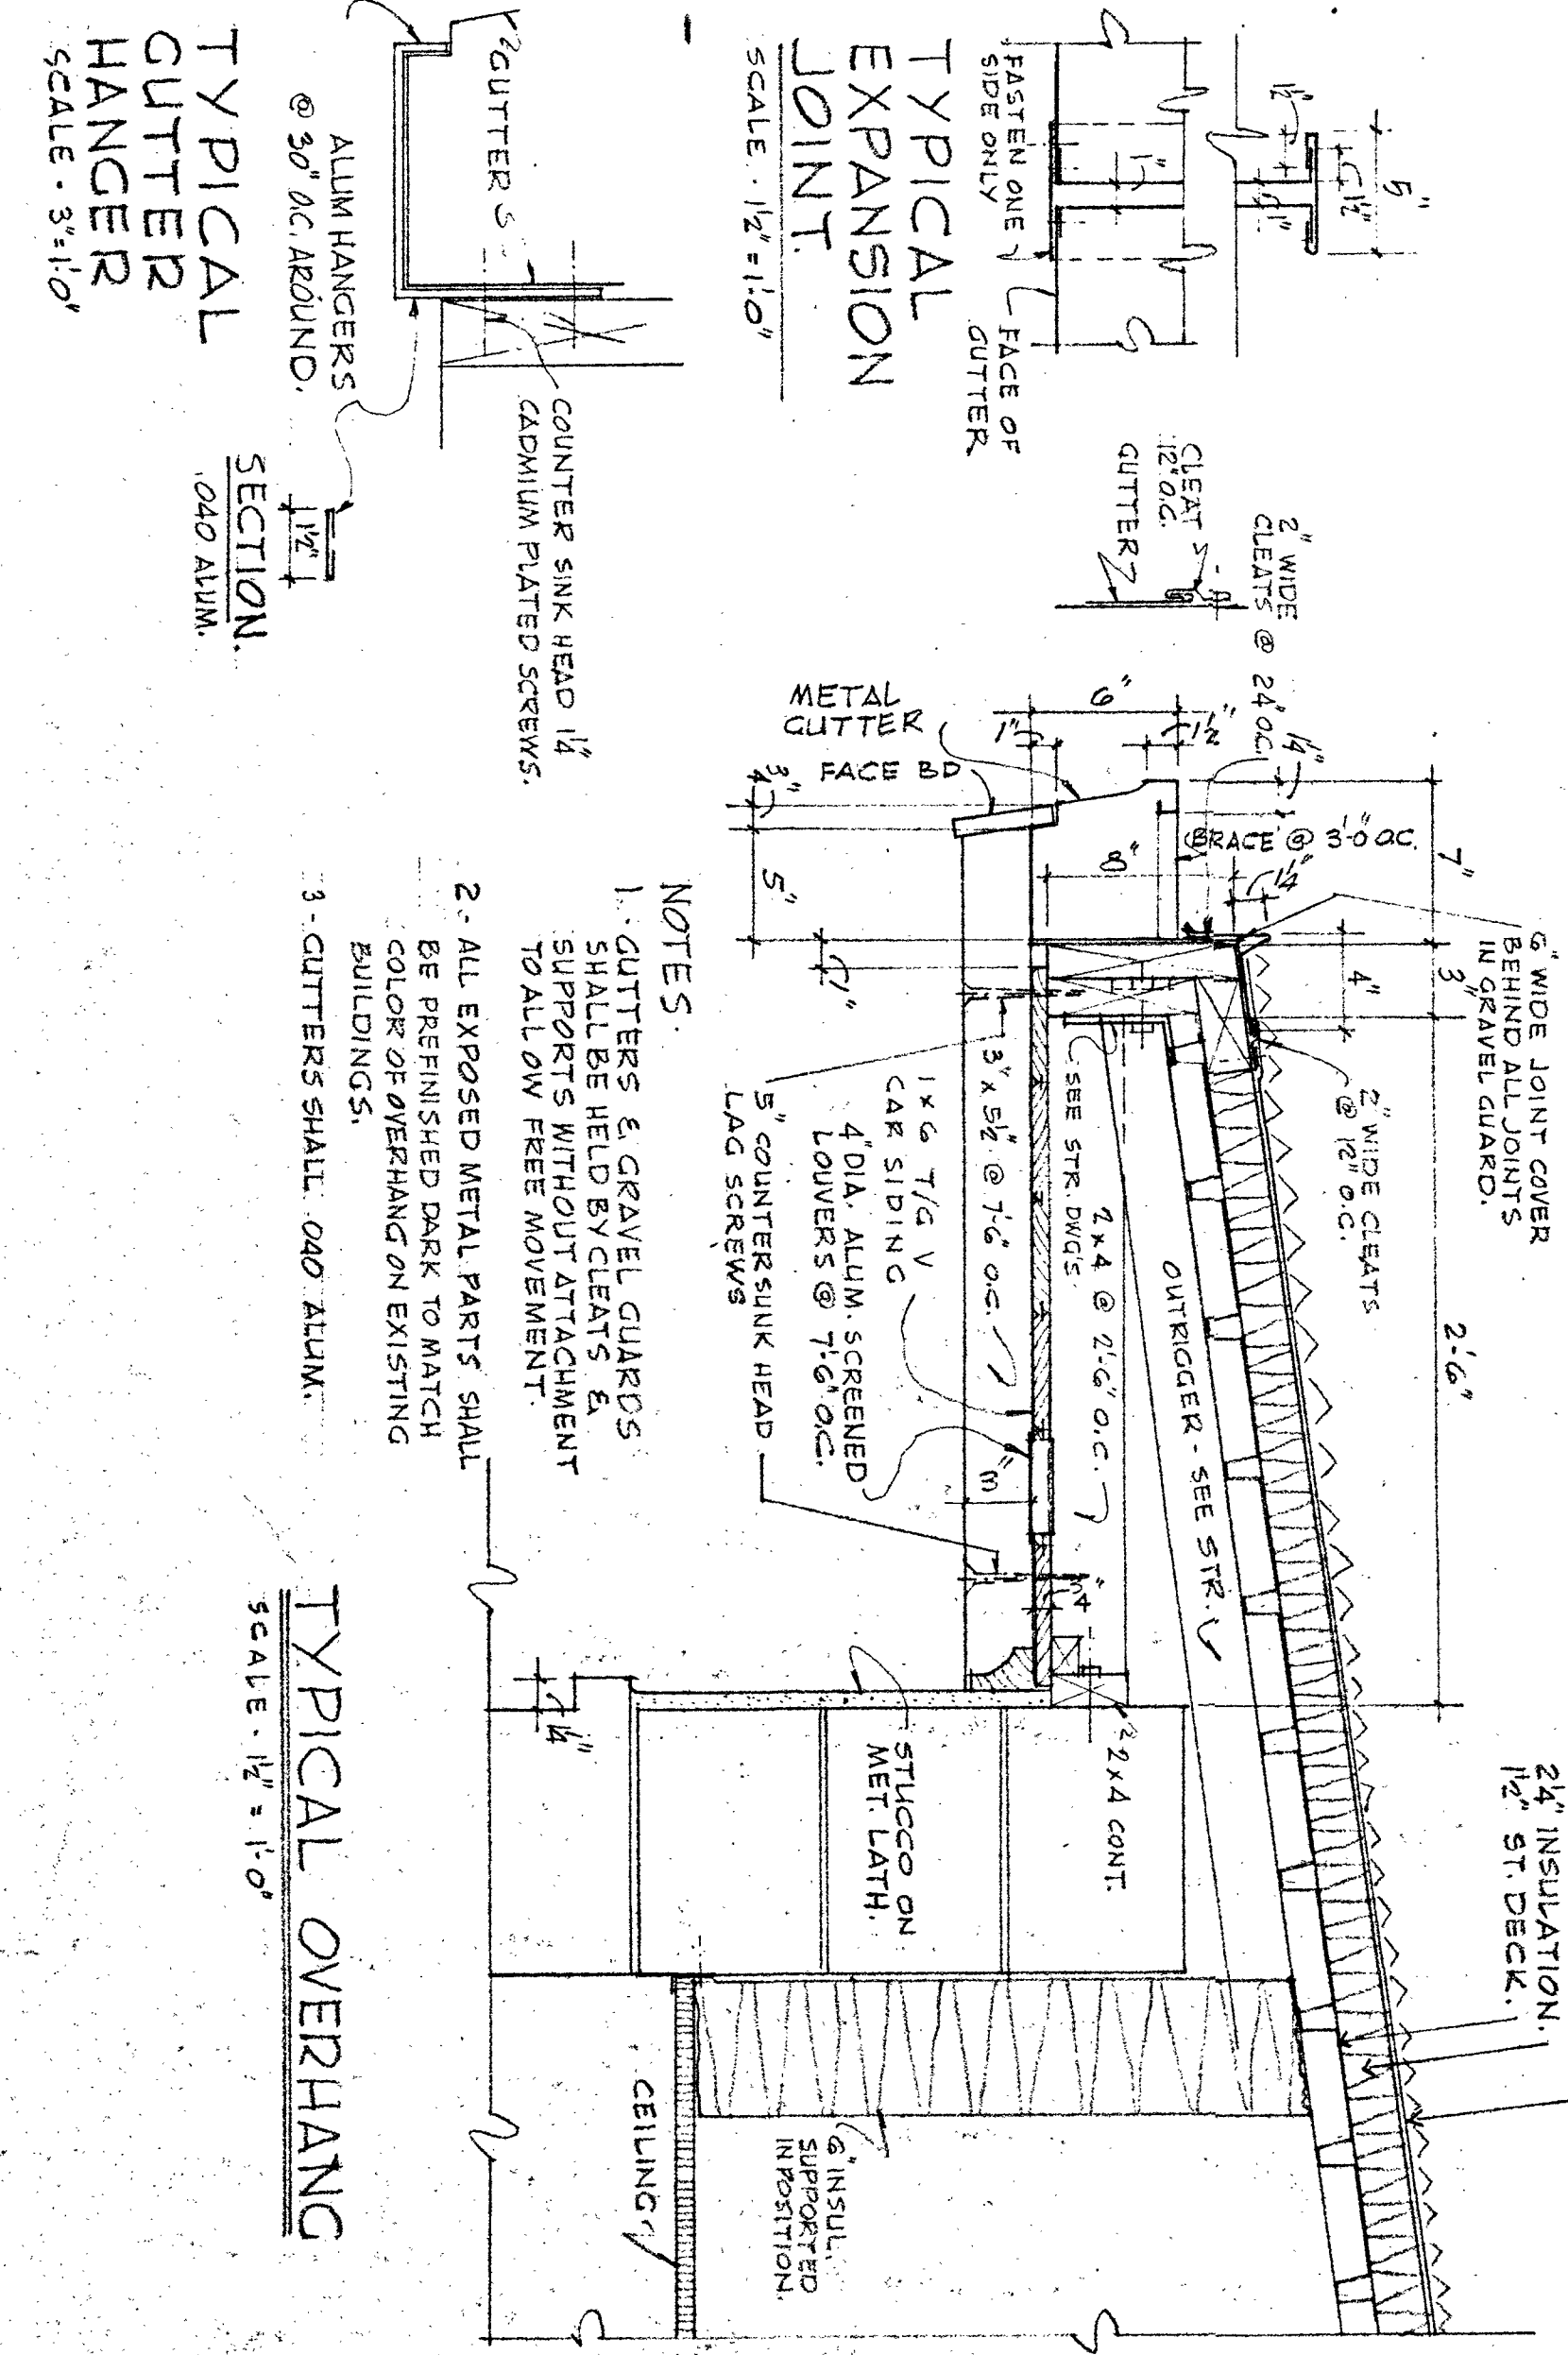 TYPICAL
EXPANSION
JOINT.
SCALE · 1½" = 1'-0"
FASTEN ONE
SIDE ONLY
FACE OF
GUTTER
5"
1½"
1½"
1"
1"
TYPICAL
GUTTER
HANGER
SCALE · 3"=1'-0"
GUTTER
ALUM HANGERS
@ 30" O.C. AROUND.
COUNTER SINK HEAD 1¼"
CADMIUM PLATED SCREWS.
SECTION.
.040 ALUM.
1½"
CLEAT
12" O.C.
GUTTER
2" WIDE
CLEATS @ 24" O.C.
METAL
GUTTER
FACE BD
6"
1"
1½"
1¼"
¾"
5"
1"
8"
BRACE @ 3'-0" O.C.
7"
1¼"
4"
3"
2'-6"
6" WIDE JOINT COVER
BEHIND ALL JOINTS
IN GRAVEL GUARD.
2" WIDE CLEATS
@ 12" O.C.
OUTRIGGER - SEE STR.
2x4 @ 2'-6" O.C.
SEE STR. DWG'S.
3" x 5½" @ 7'-6" O.C.
1x6 T/G V
CAR SIDING
4" DIA. ALUM. SCREENED
LOUVERS @ 7'-6" O.C.
5" COUNTERSUNK HEAD
LAG SCREWS
3"
¾"
1¼"
2x4 CONT.
STUCCO ON
MET. LATH.
2¼" INSULATION.
1½" ST. DECK.
6" INSUL.
SUPPORTED
IN POSITION.
CEILING
NOTES.
1. GUTTERS & GRAVEL GUARDS
SHALL BE HELD BY CLEATS &
SUPPORTS WITHOUT ATTACHMENT
TO ALLOW FREE MOVEMENT.
2. ALL EXPOSED METAL PARTS SHALL
BE PREFINISHED DARK TO MATCH
COLOR OF OVERHANG ON EXISTING
BUILDINGS.
3 - GUTTERS SHALL .040 ALUM.
TYPICAL OVERHANG
SCALE · 1½" = 1'-0"